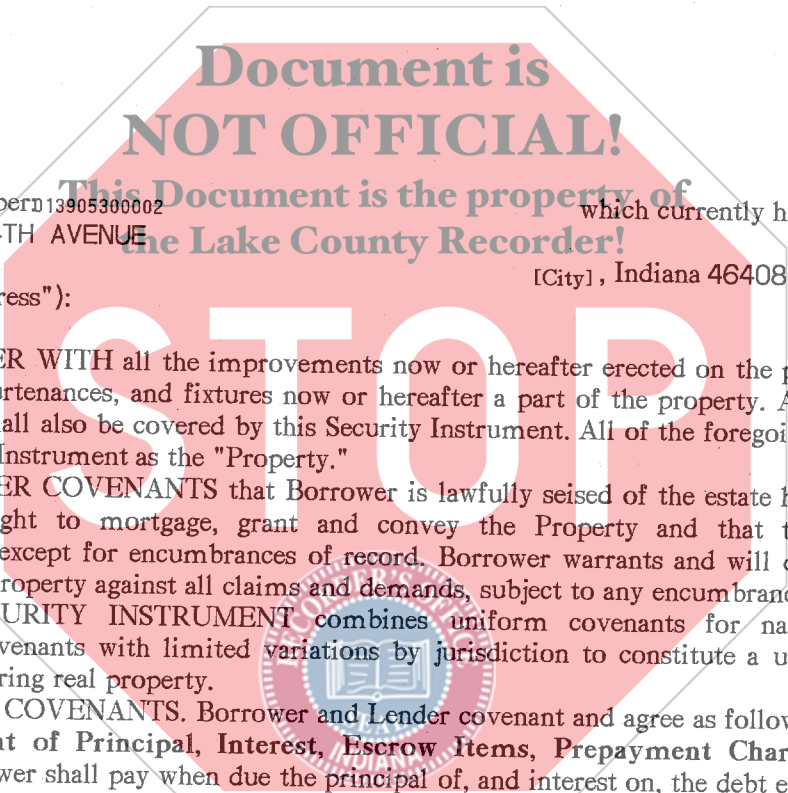 Document is
NOT OFFICIAL!
This Document is the property of
the Lake County Recorder!
STOP
ber: 013905300002 which currently h
TH AVENUE
[City], Indiana 46408
ress"):
ER WITH all the improvements now or hereafter erected on the p
urtenances, and fixtures now or hereafter a part of the property. A
all also be covered by this Security Instrument. All of the foregoi
Instrument as the "Property."
ER COVENANTS that Borrower is lawfully seised of the estate h
ght to mortgage, grant and convey the Property and that t
except for encumbrances of record. Borrower warrants and will d
roperty against all claims and demands, subject to any encumbranc
URITY INSTRUMENT combines uniform covenants for na
venants with limited variations by jurisdiction to constitute a u
ring real property.
COVENANTS. Borrower and Lender covenant and agree as follow
t of Principal, Interest, Escrow Items, Prepayment Char
wer shall pay when due the principal of, and interest on, the debt e
RECORDER'S OFFICE
INDIANA